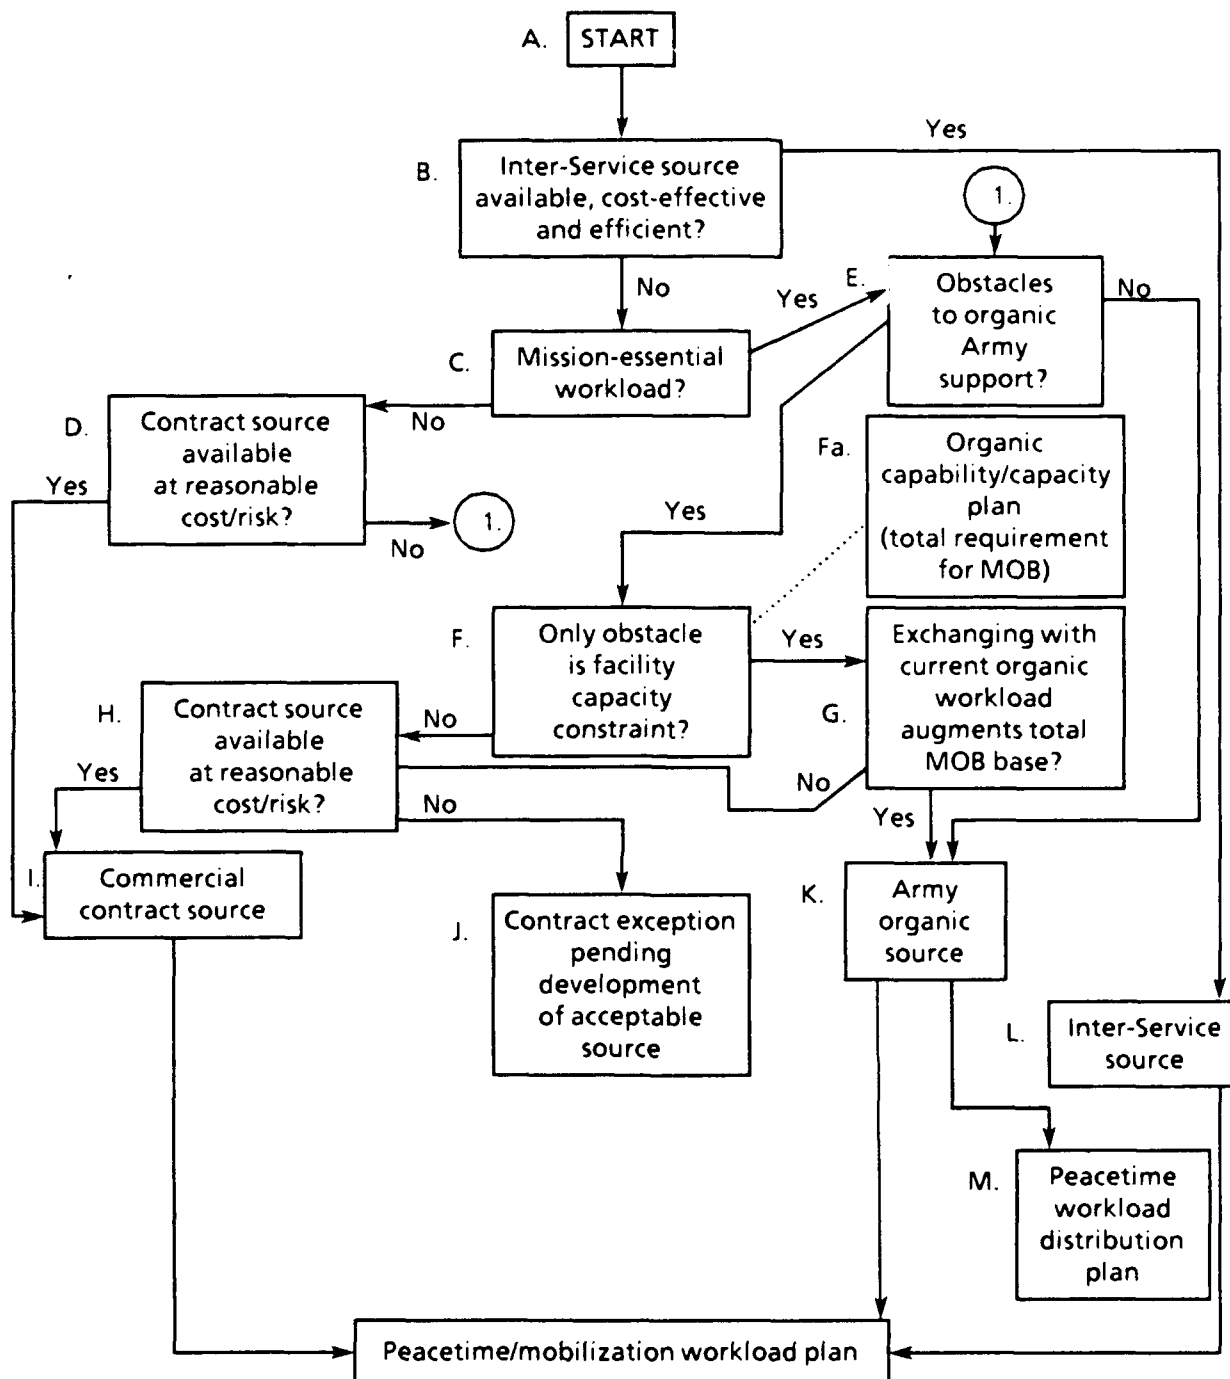 A.
START
Yes
B.
Inter-Service source
available, cost-effective
and efficient?
1.
No
Yes
E.
Obstacles
to organic
Army
support?
No
C.
Mission-essential
workload?
No
D.
Contract source
available
at reasonable
cost/risk?
Yes
No
1.
Yes
Fa.
Organic
capability/capacity
plan
(total requirement
for MOB)
F.
Only obstacle
is facility
capacity
constraint?
Yes
Exchanging with
current organic
workload
augments total
MOB base?
G.
No
H.
Contract source
available
at reasonable
cost/risk?
Yes
No
No
Yes
I.
Commercial
contract source
J.
Contract exception
pending
development
of acceptable
source
K.
Army
organic
source
L.
Inter-Service
source
M.
Peacetime
workload
distribution
plan
Peacetime/mobilization workload plan